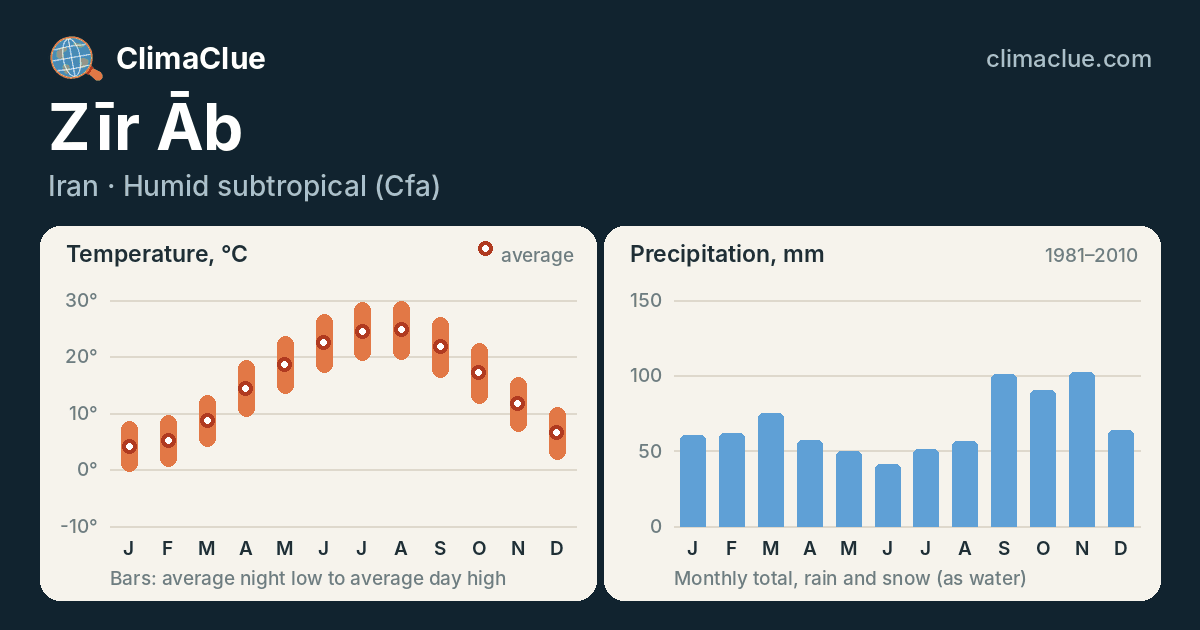 ClimaClue
climaclue.com
Zīr Āb
Iran · Humid subtropical (Cfa)
Temperature, °C
average
30°
20°
10°
0°
-10°
J F M A M J J A S O N D
Bars: average night low to average day high
Precipitation, mm
1981–2010
150
100
50
0
J F M A M J J A S O N D
Monthly total, rain and snow (as water)